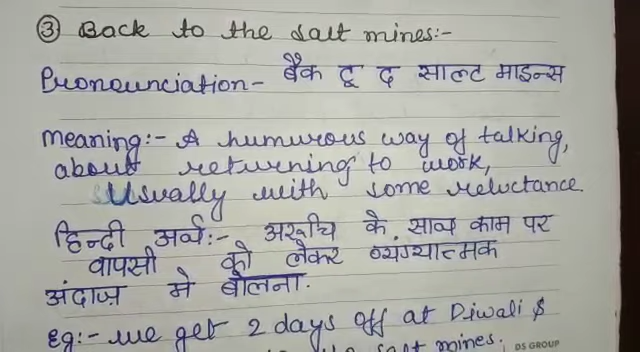 ③ Back to the salt mines:-
Pronounciation- बैक टू द साल्ट माइन्स
meaning:- A humurous way of talking,
about returning to work,
Usually with some reluctance.
हिन्दी अर्थ:- अरूचि के साथ काम पर
वापसी को लेकर व्यंग्यात्मक
अंदाज़ मे बोलना.
Eg:- we get 2 days off at Diwali &
salt mines.
DS GROUP